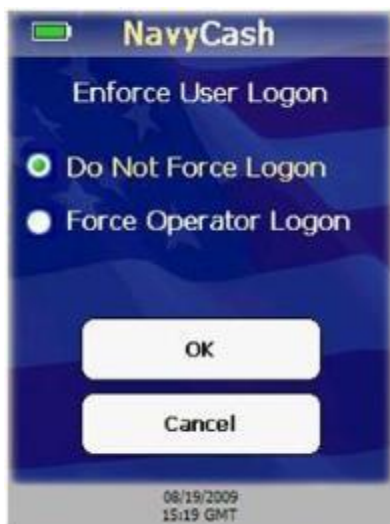 NavyCash
Enforce User Logon
Do Not Force Logon
Force Operator Logon
OK
Cancel
08/19/2009
15:19 GMT